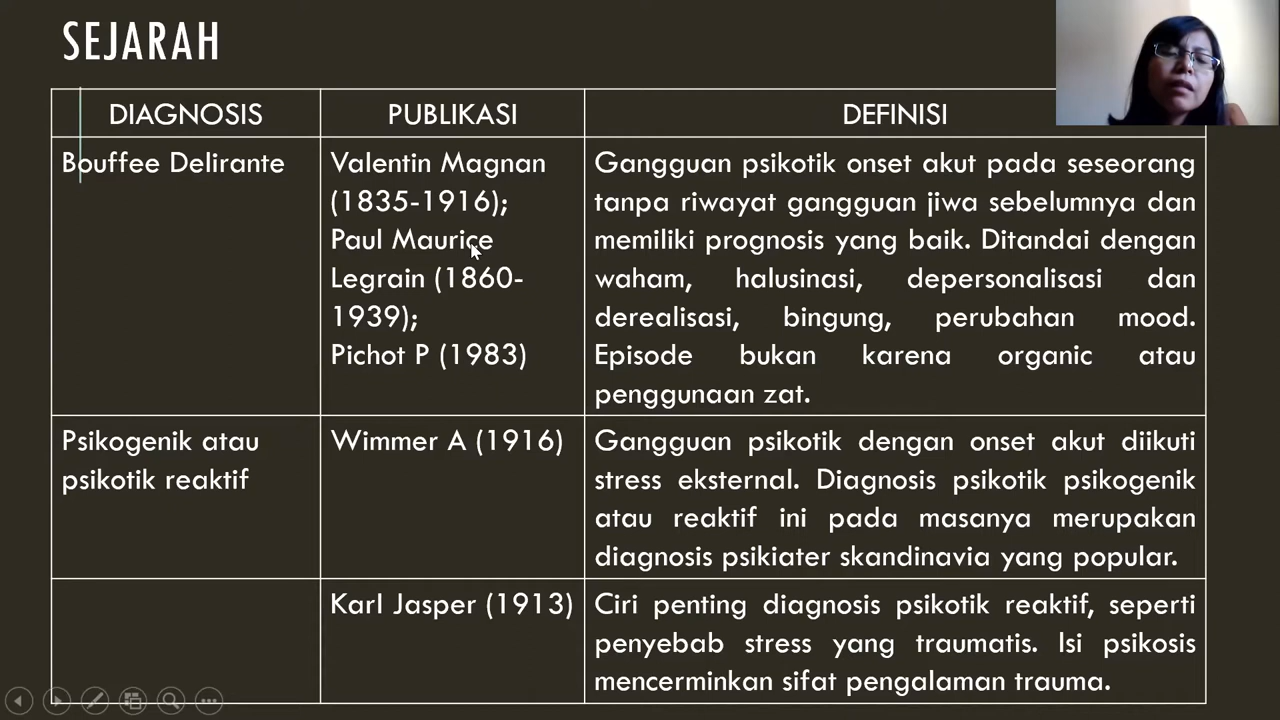 SEJARAH
DIAGNOSIS
PUBLIKASI
DEFINISI
Bouffee Delirante
Valentin Magnan
(1835-1916);
Paul Maurice
Legrain (1860-
1939);
Pichot P (1983)
Gangguan psikotik onset akut pada seseorang
tanpa riwayat gangguan jiwa sebelumnya dan
memiliki prognosis yang baik. Ditandai dengan
waham, halusinasi, depersonalisasi dan
derealisasi, bingung, perubahan mood.
Episode bukan karena organic atau
penggunaan zat.
Psikogenik atau
psikotik reaktif
Wimmer A (1916)
Gangguan psikotik dengan onset akut diikuti
stress eksternal. Diagnosis psikotik psikogenik
atau reaktif ini pada masanya merupakan
diagnosis psikiater skandinavia yang popular.
Karl Jasper (1913)
Ciri penting diagnosis psikotik reaktif, seperti
penyebab stress yang traumatis. Isi psikosis
mencerminkan sifat pengalaman trauma.